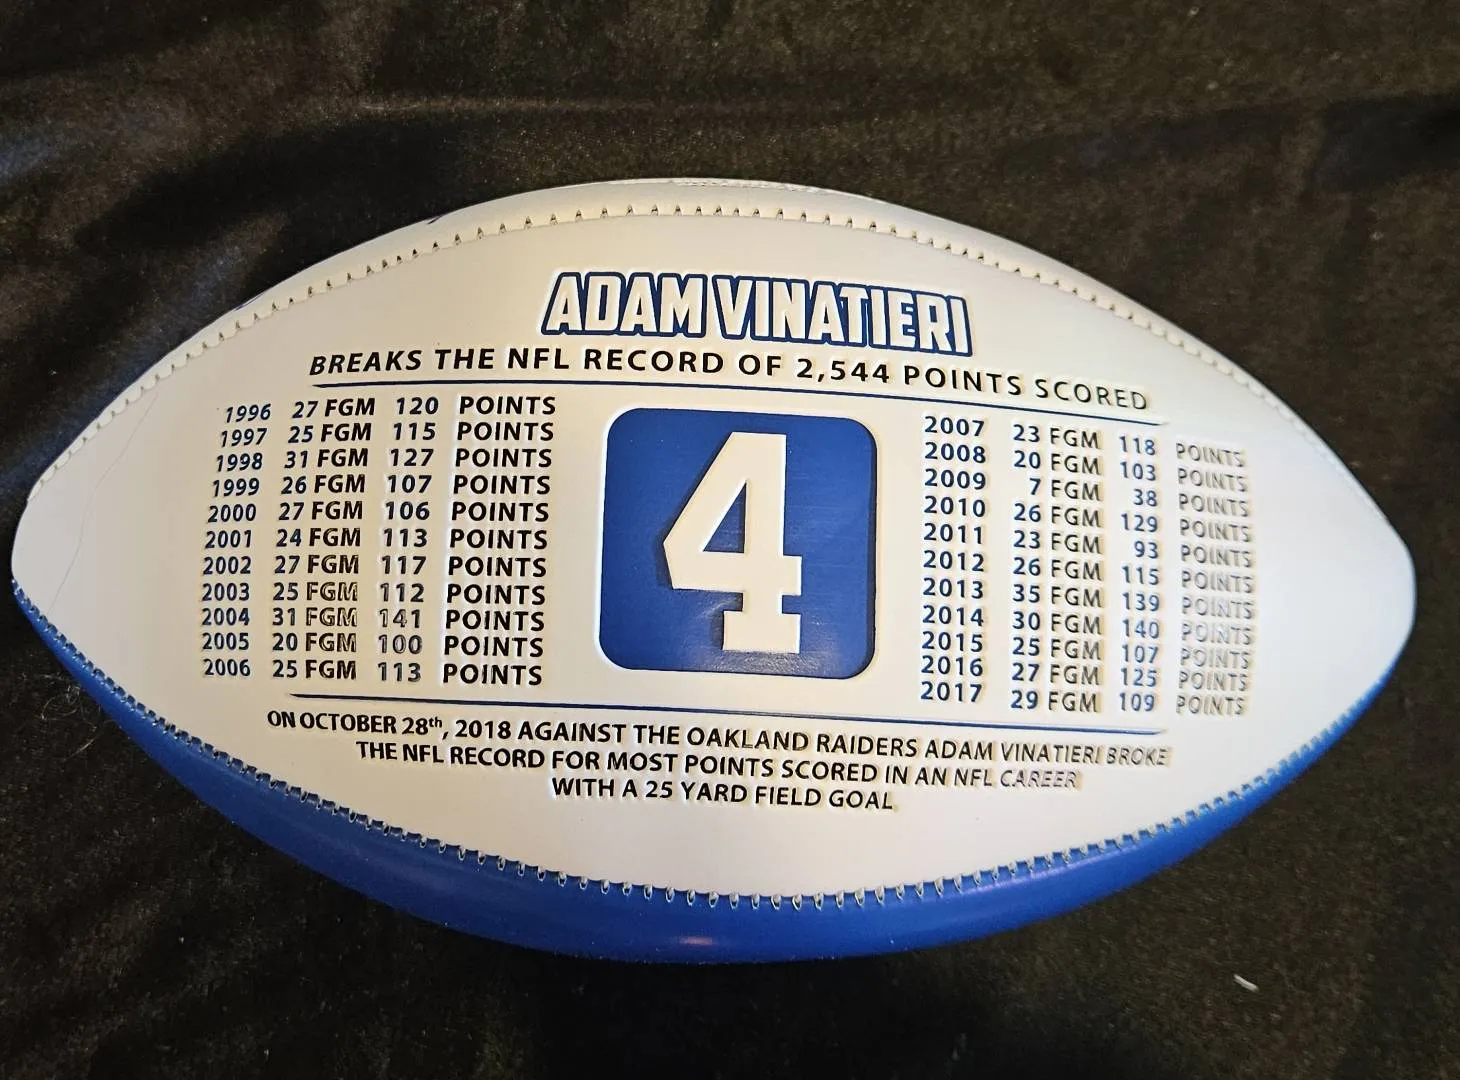 ADAM VINATIERI
BREAKS THE NFL RECORD OF 2,544 POINTS SCORED
1996 27 FGM 120 POINTS
1997 25 FGM 115 POINTS
1998 31 FGM 127 POINTS
1999 26 FGM 107 POINTS
2000 27 FGM 106 POINTS
2001 24 FGM 113 POINTS
2002 27 FGM 117 POINTS
2003 25 FGM 112 POINTS
2004 31 FGM 141 POINTS
2005 20 FGM 100 POINTS
2006 25 FGM 113 POINTS
4
2007 23 FGM 118 POINTS
2008 20 FGM 103 POINTS
2009 7 FGM 38 POINTS
2010 26 FGM 129 POINTS
2011 23 FGM 93 POINTS
2012 26 FGM 115 POINTS
2013 35 FGM 139 POINTS
2014 30 FGM 140 POINTS
2015 25 FGM 107 POINTS
2016 27 FGM 125 POINTS
2017 29 FGM 109 POINTS
ON OCTOBER 28th, 2018 AGAINST THE OAKLAND RAIDERS ADAM VINATIERI BROKE
THE NFL RECORD FOR MOST POINTS SCORED IN AN NFL CAREER
WITH A 25 YARD FIELD GOAL